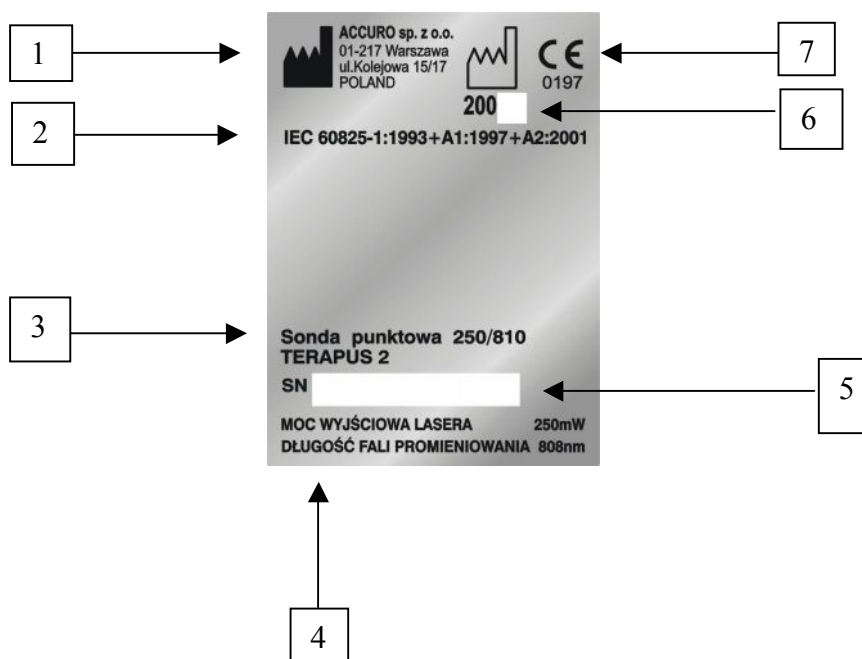 1
ACCURO sp. z o.o.
01-217 Warszawa
ul.Kolejowa 15/17
POLAND
CE
0197
7
200
6
2
IEC 60825-1:1993+A1:1997+A2:2001
3
Sonda punktowa 250/810
TERAPUS 2
SN
5
MOC WYJŚCIOWA LASERA 250mW
DŁUGOŚĆ FALI PROMIENIOWANIA 808nm
4